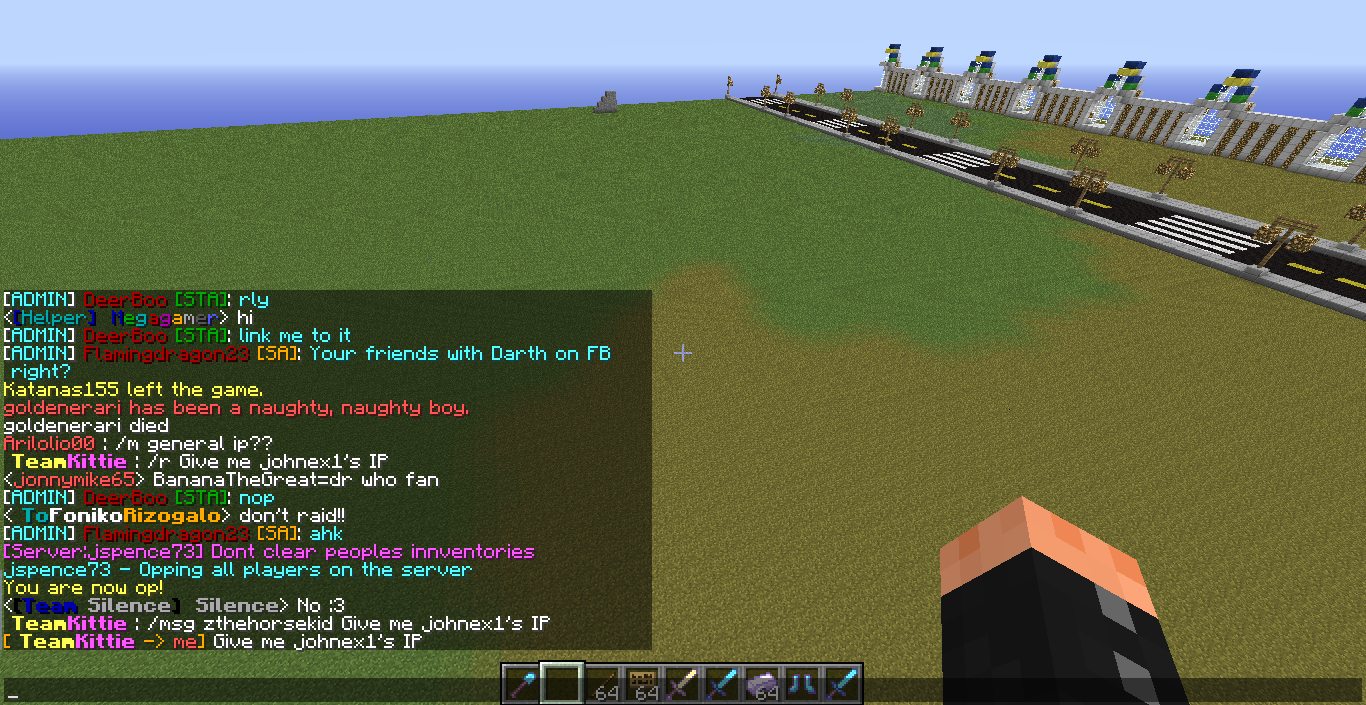 [ADMIN] DeerBoo [STA]: rly
<[Helper] Megagamer> hi
[ADMIN] DeerBoo [STA]: link me to it
[ADMIN] Flamingdragon23 [SA]: Your friends with Darth on FB
right?
Katanas155 left the game.
goldenerari has been a naughty, naughty boy.
goldenerari died
Arilolio00 : /m general ip??
TeamKittie : /r Give me johnex1's IP
<jonnymike65> BananaTheGreat=dr who fan
[ADMIN] DeerBoo [STA]: nop
< ToFonikoRizogalo> don't raid!!
[ADMIN] Flamingdragon23 [SA]: ahk
[Server:jspence73] Dont clear peoples innventories
jspence73 - Opping all players on the server
You are now op!
<[Team Silence] Silence> No :3
TeamKittie : /msg zthehorsekid Give me johnex1's IP
[ TeamKittie -> me] Give me johnex1's IP
_
64 64 64